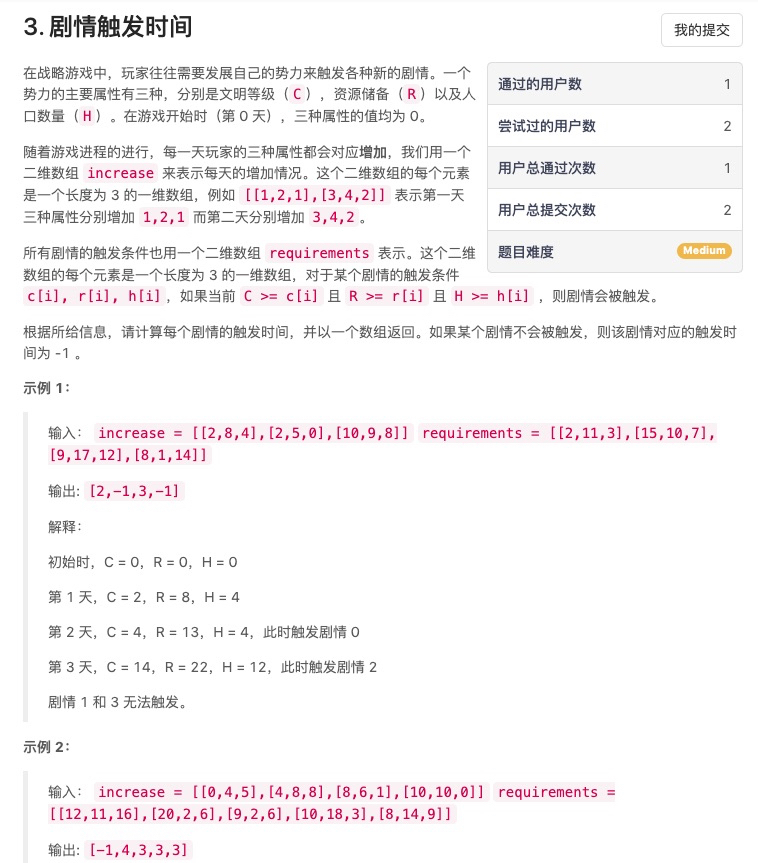 3. 剧情触发时间
我的提交
在战略游戏中，玩家往往需要发展自己的势力来触发各种新的剧情。一个
势力的主要属性有三种，分别是文明等级（ C ），资源储备（ R ）以及人
口数量（ H ）。在游戏开始时（第 0 天），三种属性的值均为 0。
随着游戏进程的进行，每一天玩家的三种属性都会对应增加，我们用一个
二维数组 increase 来表示每天的增加情况。这个二维数组的每个元素
是一个长度为 3 的一维数组，例如 [[1,2,1],[3,4,2]] 表示第一天
三种属性分别增加 1,2,1 而第二天分别增加 3,4,2 。
所有剧情的触发条件也用一个二维数组 requirements 表示。这个二维
数组的每个元素是一个长度为 3 的一维数组，对于某个剧情的触发条件
c[i], r[i], h[i] ，如果当前 C >= c[i] 且 R >= r[i] 且 H >= h[i] ，则剧情会被触发。
通过的用户数 1
尝试过的用户数 2
用户总通过次数 1
用户总提交次数 2
题目难度 Medium
根据所给信息，请计算每个剧情的触发时间，并以一个数组返回。如果某个剧情不会被触发，则该剧情对应的触发时
间为 -1 。
示例 1：
输入： increase = [[2,8,4],[2,5,0],[10,9,8]] requirements = [[2,11,3],[15,10,7],
[9,17,12],[8,1,14]]
输出: [2,-1,3,-1]
解释：
初始时，C = 0，R = 0，H = 0
第 1 天，C = 2，R = 8，H = 4
第 2 天，C = 4，R = 13，H = 4，此时触发剧情 0
第 3 天，C = 14，R = 22，H = 12，此时触发剧情 2
剧情 1 和 3 无法触发。
示例 2：
输入： increase = [[0,4,5],[4,8,8],[8,6,1],[10,10,0]] requirements =
[[12,11,16],[20,2,6],[9,2,6],[10,18,3],[8,14,9]]
输出: [-1,4,3,3,3]